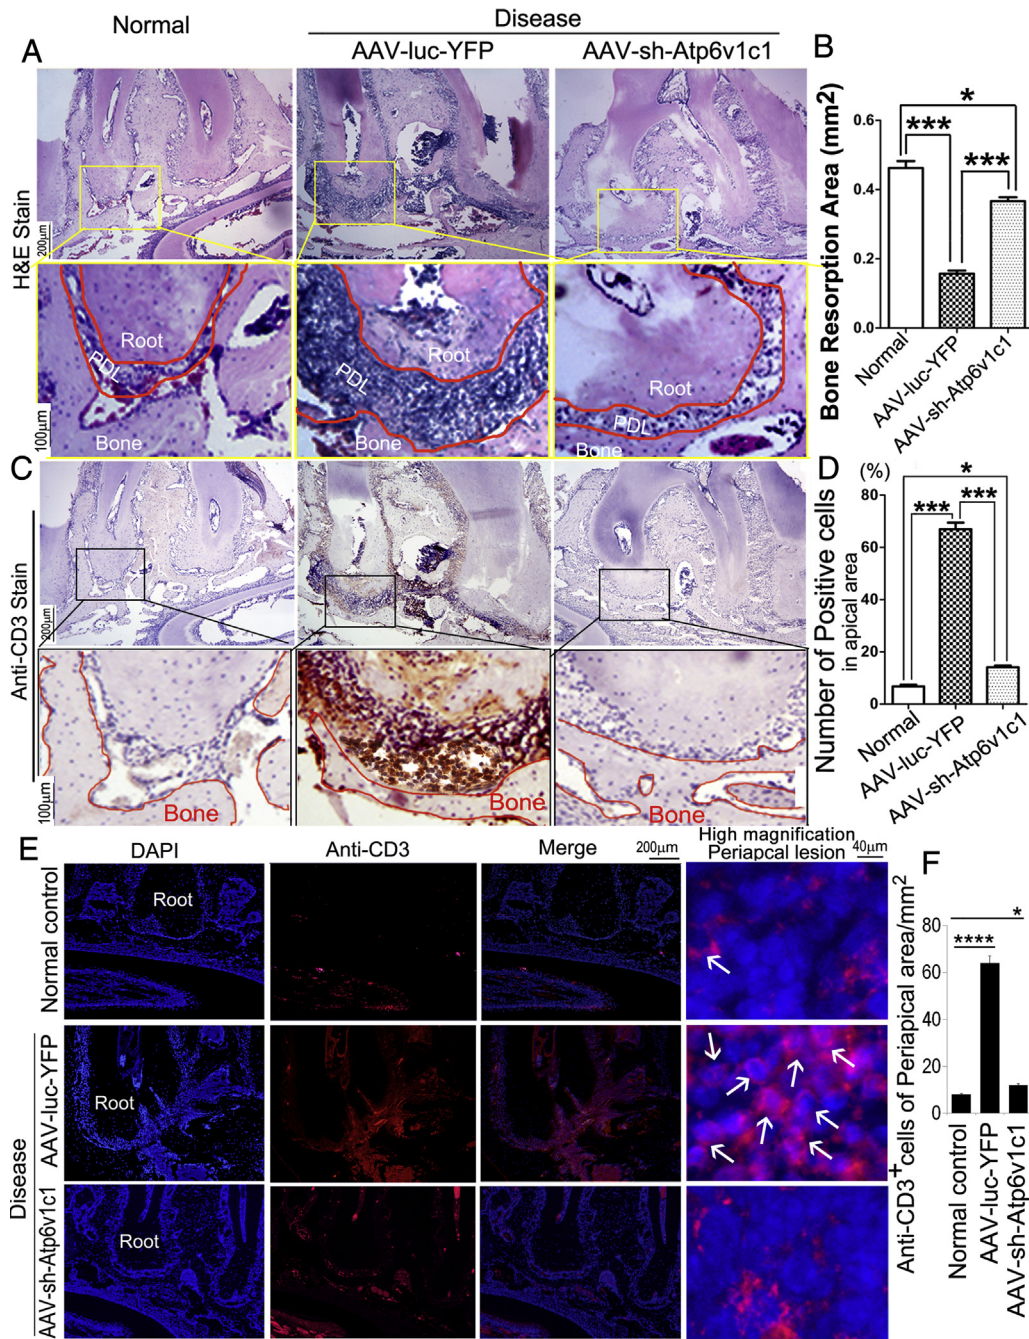 Normal
Disease
AAV-luc-YFP
AAV-sh-Atp6v1c1
A
H&E Stain
200μm
100μm
Root
PDL
Bone
Root
PDL
Bone
Root
PDL
Bone
B
Bone Resorption Area (mm2)
0.6
0.4
0.2
0.0
*
***
***
Normal
AAV-luc-YFP
AAV-sh-Atp6v1c1
C
Anti-CD3 Stain
200μm
100μm
Bone
Bone
Bone
D
(%)
Number of Positive cells
in apical area
80
60
40
20
0
*
***
***
Normal
AAV-luc-YFP
AAV-sh-Atp6v1c1
E
DAPI
Anti-CD3
Merge
200μm
High magnification
Periapcal lesion
40μm
Normal control
Root
Disease
AAV-luc-YFP
Root
AAV-sh-Atp6v1c1
Root
F
Anti-CD3+cells of Periapical area/mm2
80
60
40
20
0
*
****
Normal control
AAV-luc-YFP
AAV-sh-Atp6v1c1